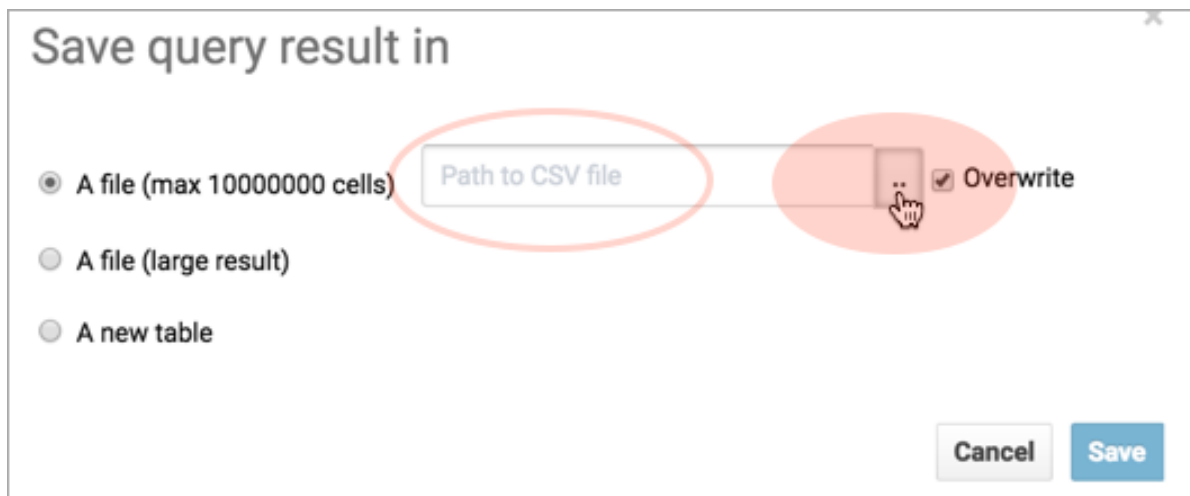 Save query result in
A file (max 10000000 cells) Path to CSV file .. Overwrite
A file (large result)
A new table
Cancel Save